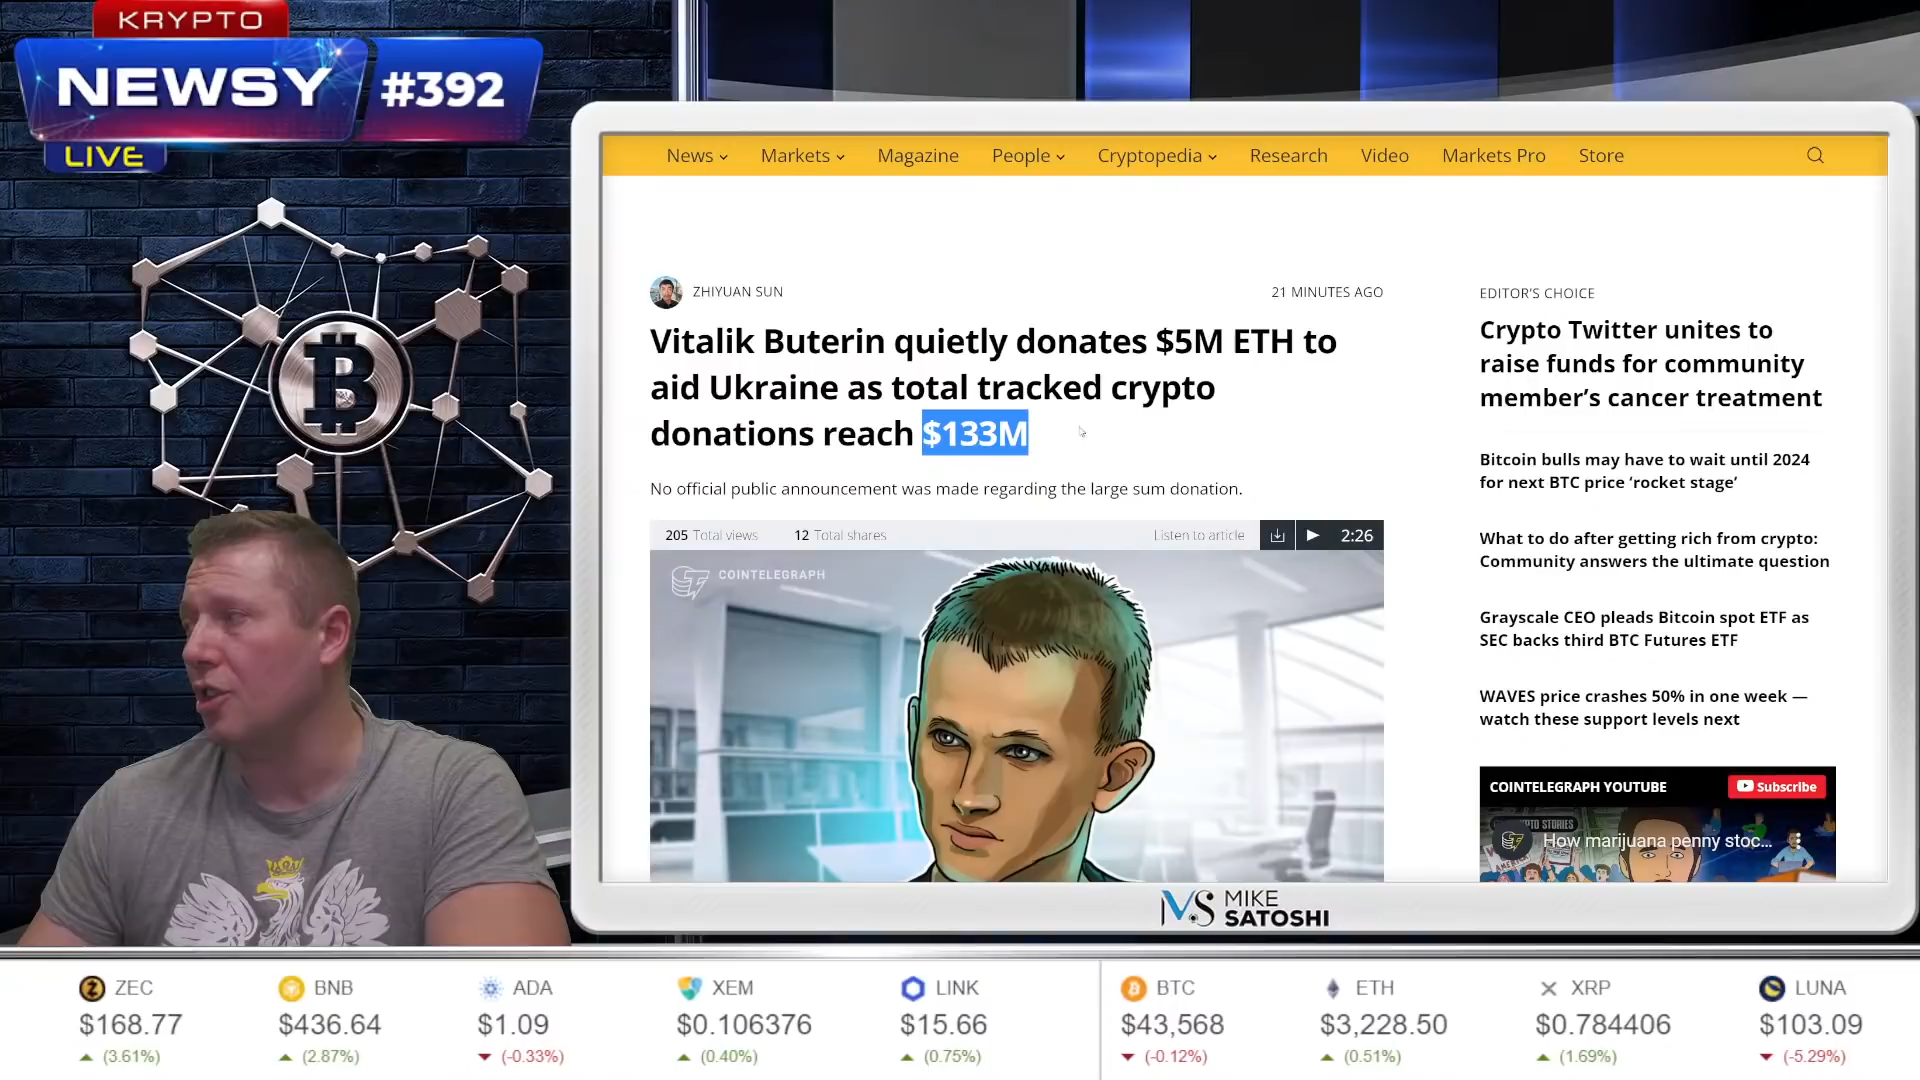 KRYPTO
NEWSY #392
LIVE
News Markets Magazine People Cryptopedia Research Video Markets Pro Store
ZHIYUAN SUN
21 MINUTES AGO
Vitalik Buterin quietly donates $5M ETH to
aid Ukraine as total tracked crypto
donations reach $133M
No official public announcement was made regarding the large sum donation.
205 Total views 12 Total shares Listen to article 2:26
COINTELEGRAPH
EDITOR'S CHOICE
Crypto Twitter unites to
raise funds for community
member's cancer treatment
Bitcoin bulls may have to wait until 2024
for next BTC price 'rocket stage'
What to do after getting rich from crypto:
Community answers the ultimate question
Grayscale CEO pleads Bitcoin spot ETF as
SEC backs third BTC Futures ETF
WAVES price crashes 50% in one week —
watch these support levels next
COINTELEGRAPH YOUTUBE Subscribe
How marijuana penny stoc...
MS MIKE
SATOSHI
ZEC BNB ADA XEM LINK BTC ETH XRP LUNA
$168.77 $436.64 $1.09 $0.106376 $15.66 $43,568 $3,228.50 $0.784406 $103.09
(3.61%) (2.87%) (-0.33%) (0.40%) (0.75%) (-0.12%) (0.51%) (1.69%) (-5.29%)